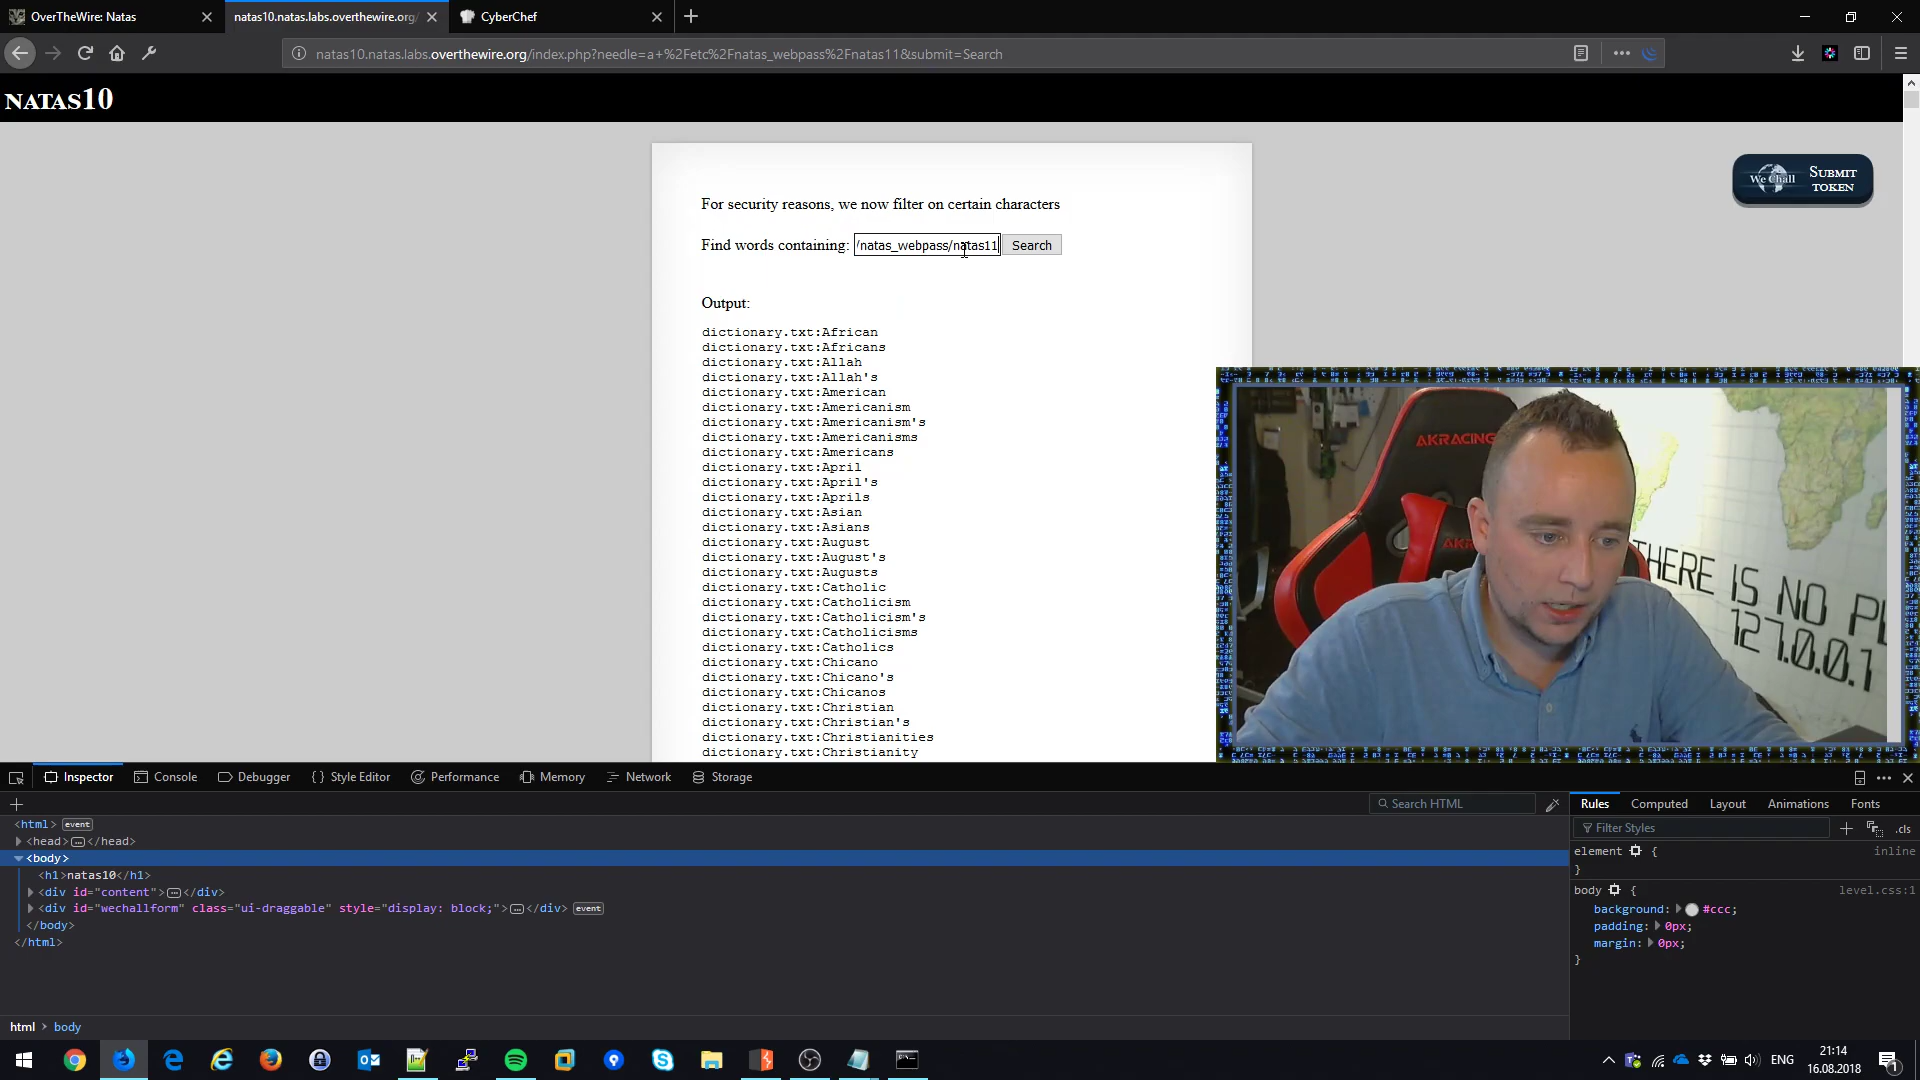 OverTheWire: Natas
natas10.natas.labs.overthewire.org/
CyberChef
natas10.natas.labs.overthewire.org/index.php?needle=a+%2Fetc%2Fnatas_webpass%2Fnatas11&submit=Search
NATAS10
We Chall
SUBMIT
TOKEN
For security reasons, we now filter on certain characters
Find words containing: /natas_webpass/natas11 Search
Output:
dictionary.txt:African
dictionary.txt:Africans
dictionary.txt:Allah
dictionary.txt:Allah's
dictionary.txt:American
dictionary.txt:Americanism
dictionary.txt:Americanism's
dictionary.txt:Americanisms
dictionary.txt:Americans
dictionary.txt:April
dictionary.txt:April's
dictionary.txt:Aprils
dictionary.txt:Asian
dictionary.txt:Asians
dictionary.txt:August
dictionary.txt:August's
dictionary.txt:Augusts
dictionary.txt:Catholic
dictionary.txt:Catholicism
dictionary.txt:Catholicism's
dictionary.txt:Catholicisms
dictionary.txt:Catholics
dictionary.txt:Chicano
dictionary.txt:Chicano's
dictionary.txt:Chicanos
dictionary.txt:Christian
dictionary.txt:Christian's
dictionary.txt:Christianities
dictionary.txt:Christianity
AKRACING
HERE IS NO
127.0.0.1
Inspector Console Debugger {} Style Editor Performance Memory Network Storage
+ Search HTML
<html> event
<head> </head>
<body>
<h1>natas10</h1>
<div id="content"> </div>
<div id="wechallform" class="ui-draggable" style="display: block;"> </div> event
</body>
</html>
html > body
Rules Computed Layout Animations Fonts
Filter Styles + .cls
element { inline
}
body { level.css:1
background: #ccc;
padding: 0px;
margin: 0px;
}
ENG
21:14
16.08.2018
1